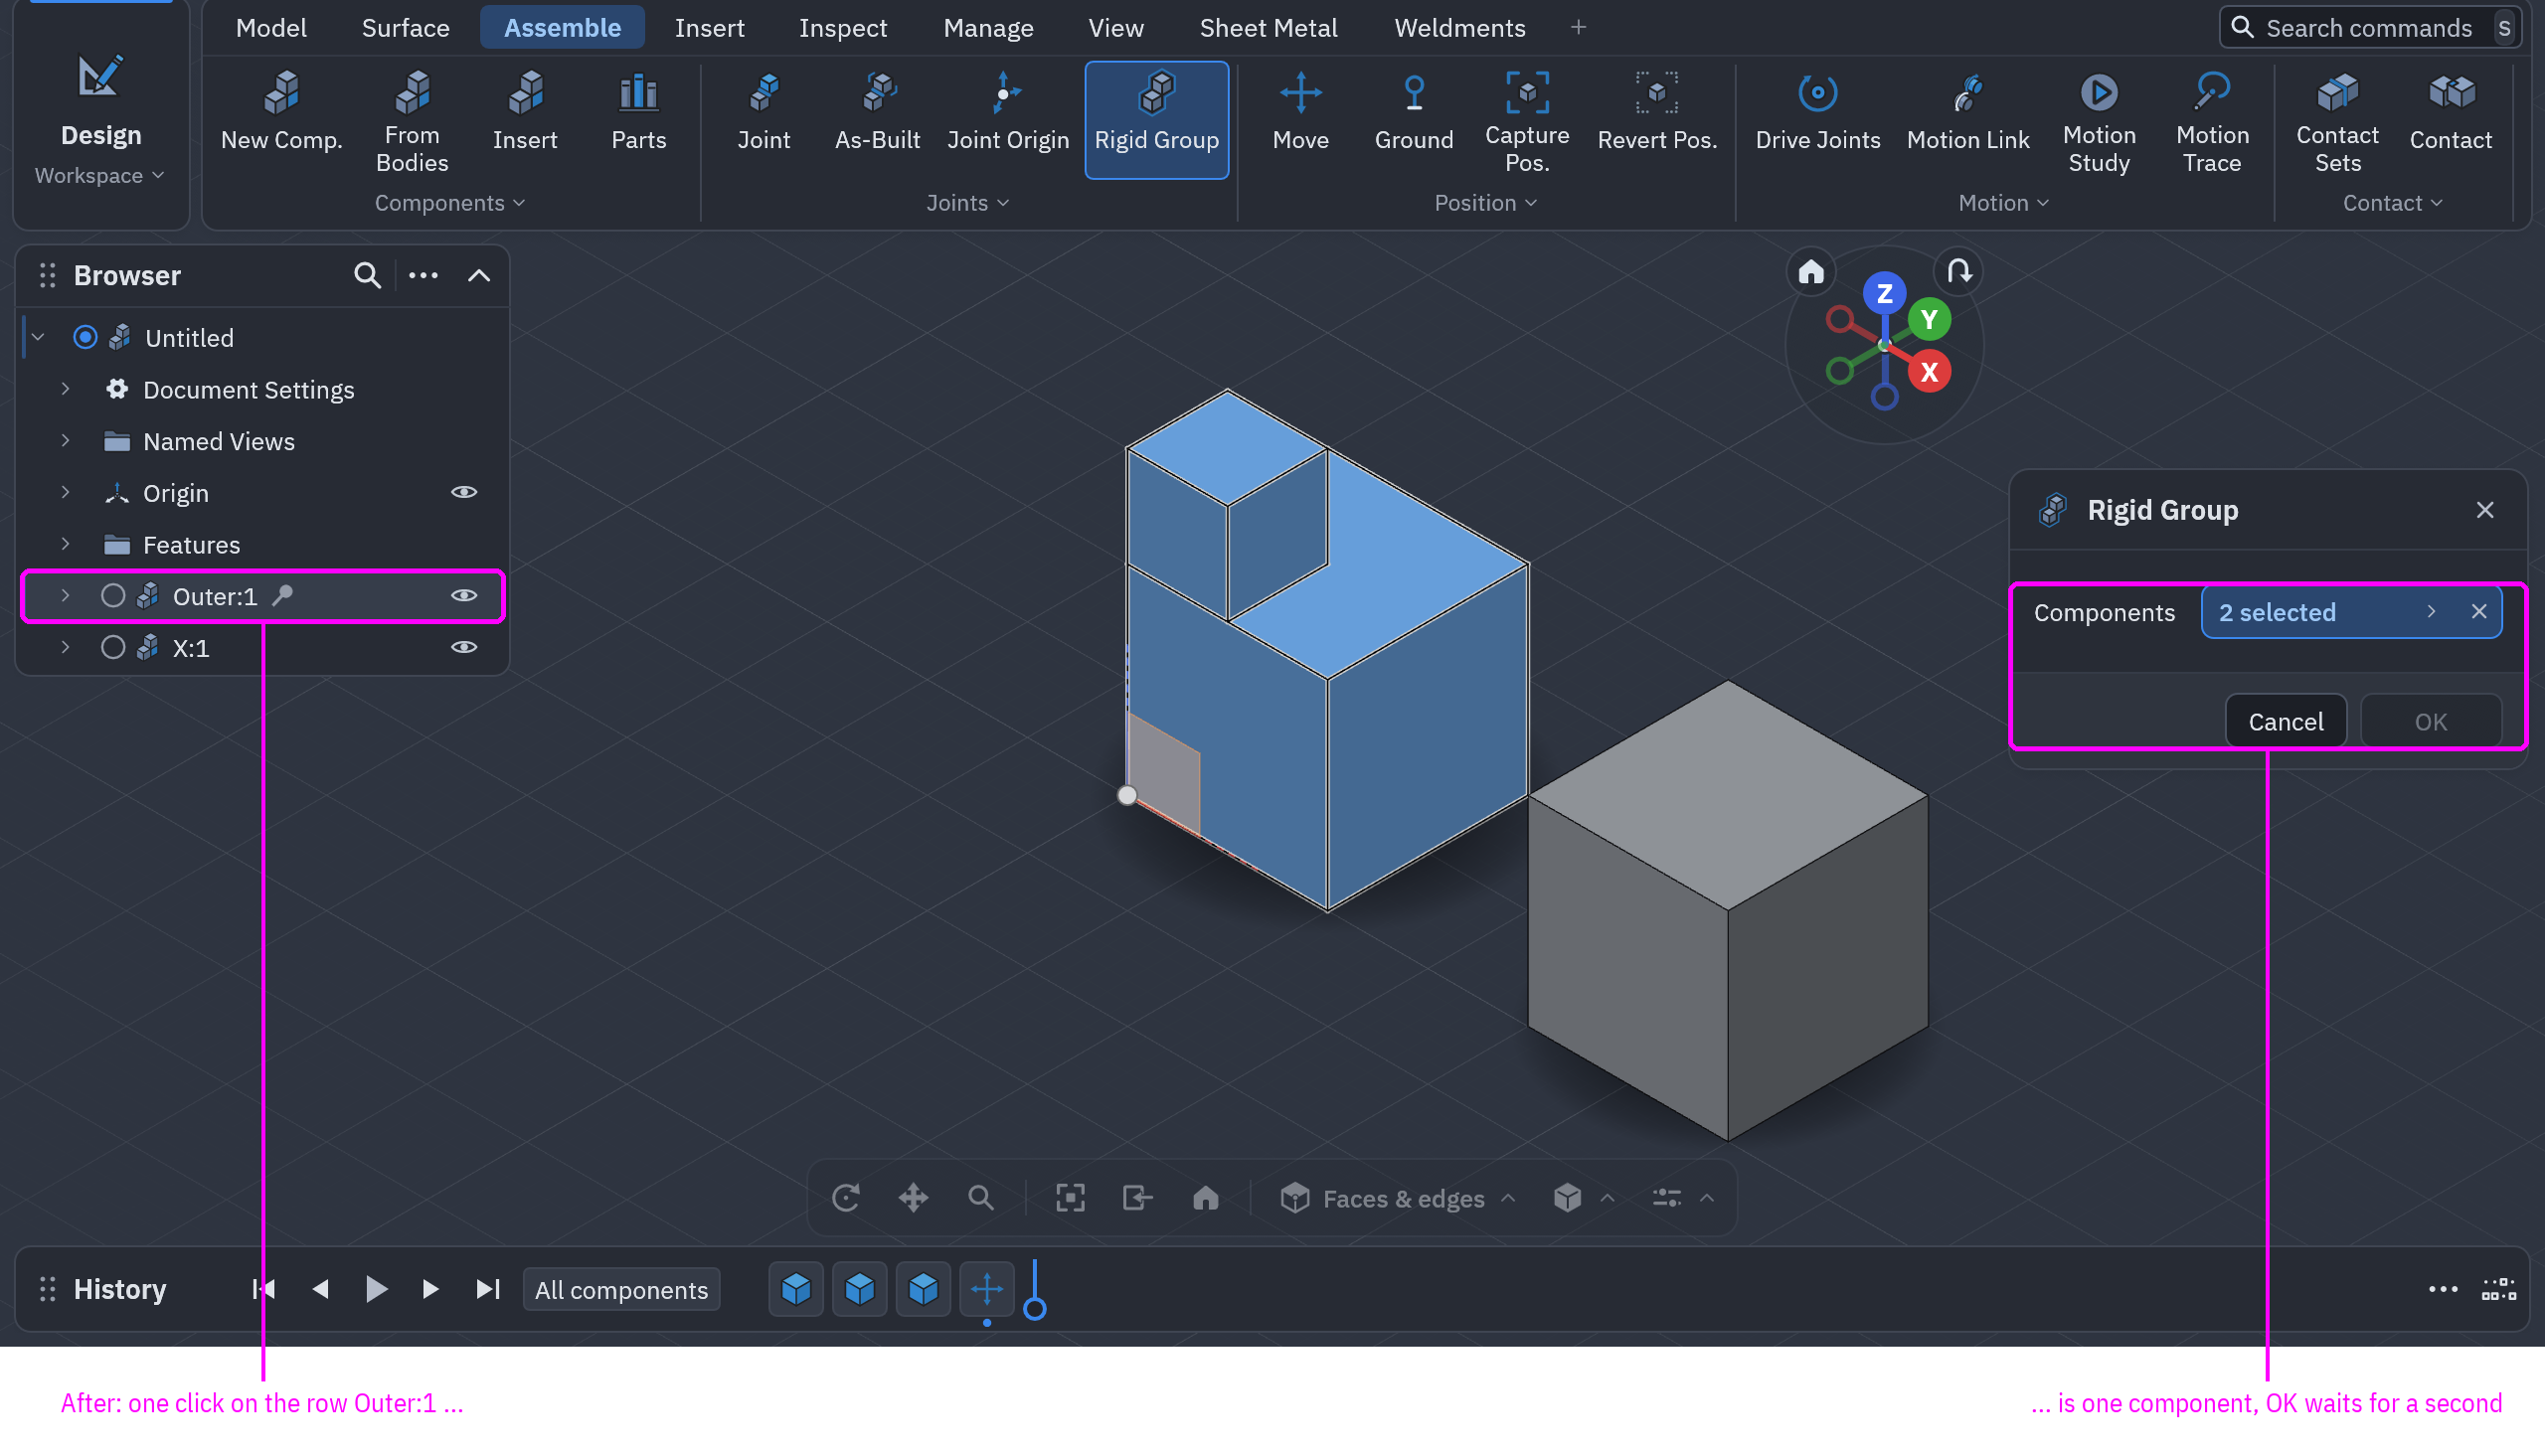 Design
Workspace
Model Surface Assemble Insert Inspect Manage View Sheet Metal Weldments +
Search commands S
New Comp. From Bodies Insert Parts
Components
Joint As-Built Joint Origin Rigid Group
Joints
Move Ground Capture Pos. Revert Pos.
Position
Drive Joints Motion Link Motion Study Motion Trace
Motion
Contact Sets Contact
Contact
Browser
Untitled
Document Settings
Named Views
Origin
Features
Outer:1
X:1
Z
Y
X
Rigid Group
Components 2 selected
Cancel OK
Faces & edges
History All components
After: one click on the row Outer:1 ...
... is one component, OK waits for a second